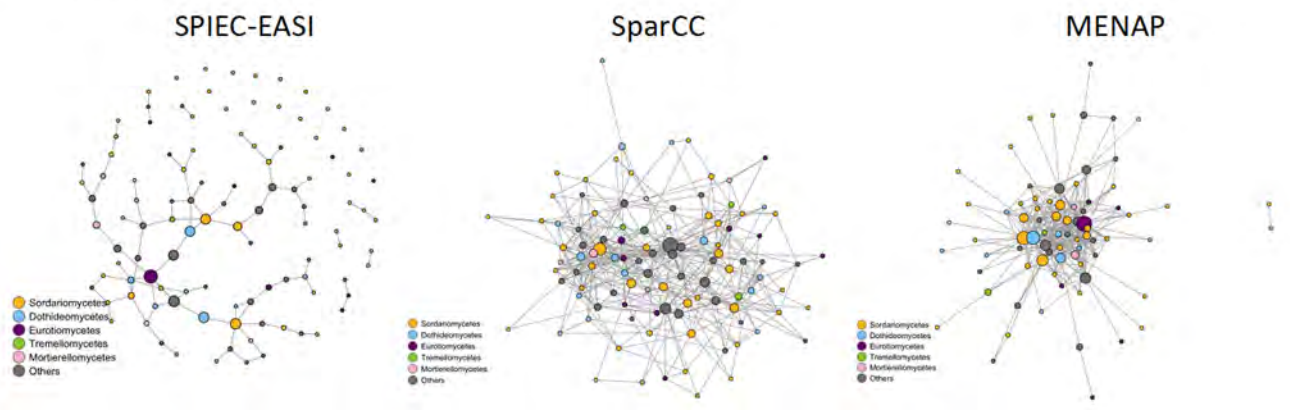 SPIEC-EASI
SparCC
MENAP
Sordariomycetes
Dothideomycetes
Eurotiomycetes
Tremellomycetes
Mortierellomycetes
Others
Sordariomycetes
Dothideomycetes
Eurotiomycetes
Tremellomycetes
Mortierellomycetes
Others
Sordariomycetes
Dothideomycetes
Eurotiomycetes
Tremellomycetes
Mortierellomycetes
Others